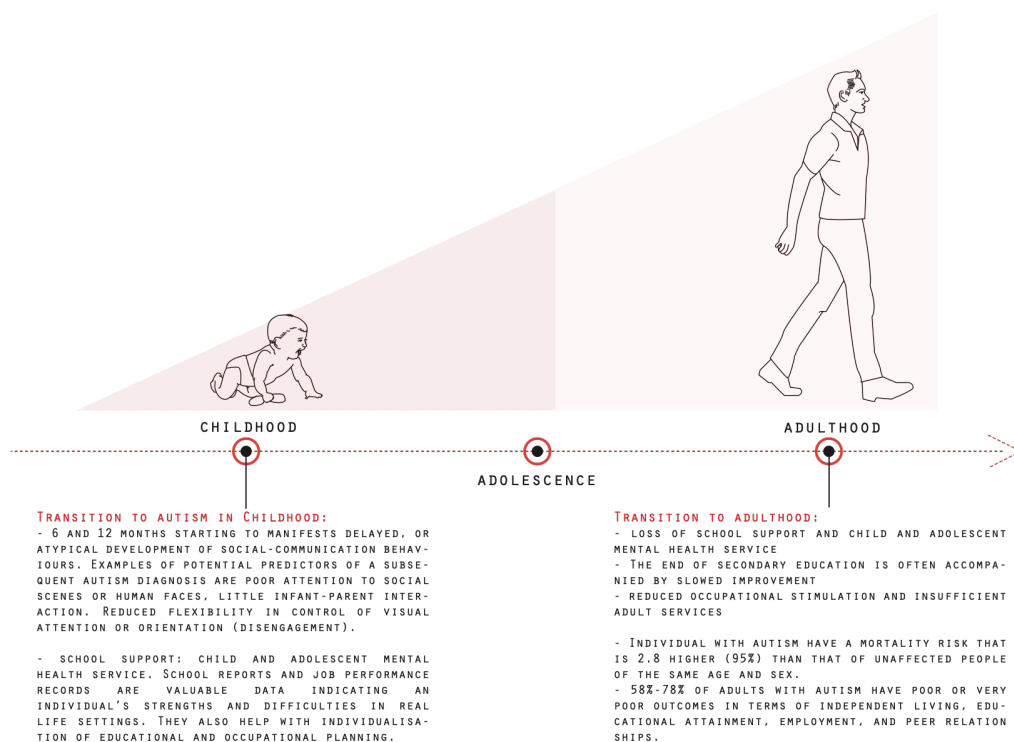 CHILDHOOD
ADULTHOOD
ADOLESCENCE
TRANSITION TO AUTISM IN CHILDHOOD:
- 6 AND 12 MONTHS STARTING TO MANIFESTS DELAYED, OR
ATYPICAL DEVELOPMENT OF SOCIAL-COMMUNICATION BEHAV-
IOURS. EXAMPLES OF POTENTIAL PREDICTORS OF A SUBSE-
QUENT AUTISM DIAGNOSIS ARE POOR ATTENTION TO SOCIAL
SCENES OR HUMAN FACES, LITTLE INFANT-PARENT INTER-
ACTION. REDUCED FLEXIBILITY IN CONTROL OF VISUAL
ATTENTION OR ORIENTATION (DISENGAGEMENT).
- SCHOOL SUPPORT: CHILD AND ADOLESCENT MENTAL
HEALTH SERVICE. SCHOOL REPORTS AND JOB PERFORMANCE
RECORDS ARE VALUABLE DATA INDICATING AN
INDIVIDUAL'S STRENGTHS AND DIFFICULTIES IN REAL
LIFE SETTINGS. THEY ALSO HELP WITH INDIVIDUALISA-
TION OF EDUCATIONAL AND OCCUPATIONAL PLANNING.
TRANSITION TO ADULTHOOD:
- LOSS OF SCHOOL SUPPORT AND CHILD AND ADOLESCENT
MENTAL HEALTH SERVICE
- THE END OF SECONDARY EDUCATION IS OFTEN ACCOMPA-
NIED BY SLOWED IMPROVEMENT
- REDUCED OCCUPATIONAL STIMULATION AND INSUFFICIENT
ADULT SERVICES
- INDIVIDUAL WITH AUTISM HAVE A MORTALITY RISK THAT
IS 2.8 HIGHER (95%) THAN THAT OF UNAFFECTED PEOPLE
OF THE SAME AGE AND SEX.
- 58%-78% OF ADULTS WITH AUTISM HAVE POOR OR VERY
POOR OUTCOMES IN TERMS OF INDEPENDENT LIVING, EDU-
CATIONAL ATTAINMENT, EMPLOYMENT, AND PEER RELATION
SHIPS.